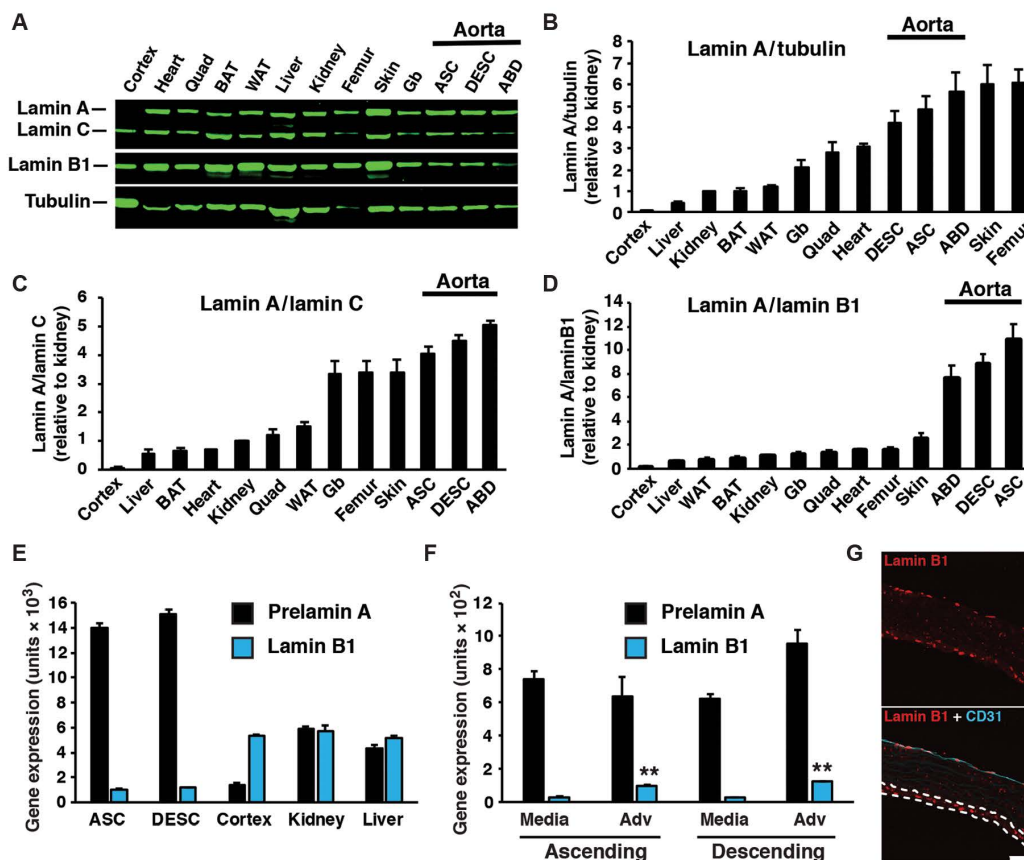 A
Aorta
Cortex
Heart
Quad
BAT
WAT
Liver
Kidney
Femur
Skin
Gb
ASC
DESC
ABD
Lamin A
Lamin C
Lamin B1
Tubulin
B
Lamin A/tubulin
Aorta
Lamin A/tubulin
(relative to kidney)
8
7
6
5
4
3
2
1
0
Cortex
Liver
Kidney
BAT
WAT
Gb
Quad
Heart
DESC
ASC
ABD
Skin
Femur
C
Lamin A/lamin C
Aorta
Lamin A/lamin C
(relative to kidney)
6
5
4
3
2
1
0
Cortex
Liver
BAT
Heart
Kidney
Quad
WAT
Gb
Femur
Skin
ASC
DESC
ABD
D
Lamin A/lamin B1
Aorta
Lamin A/laminB1
(relative to kidney)
14
12
10
8
6
4
2
0
Cortex
Liver
WAT
BAT
Kidney
Gb
Quad
Heart
Femur
Skin
ABD
DESC
ASC
E
Gene expression (units × 10³)
16
14
12
10
8
6
4
2
0
Prelamin A
Lamin B1
ASC DESC Cortex Kidney Liver
F
Gene expression (units × 10²)
12
10
8
6
4
2
0
Prelamin A
Lamin B1
**
**
Media Adv Media Adv
Ascending Descending
G
Lamin B1
Lamin B1 + CD31